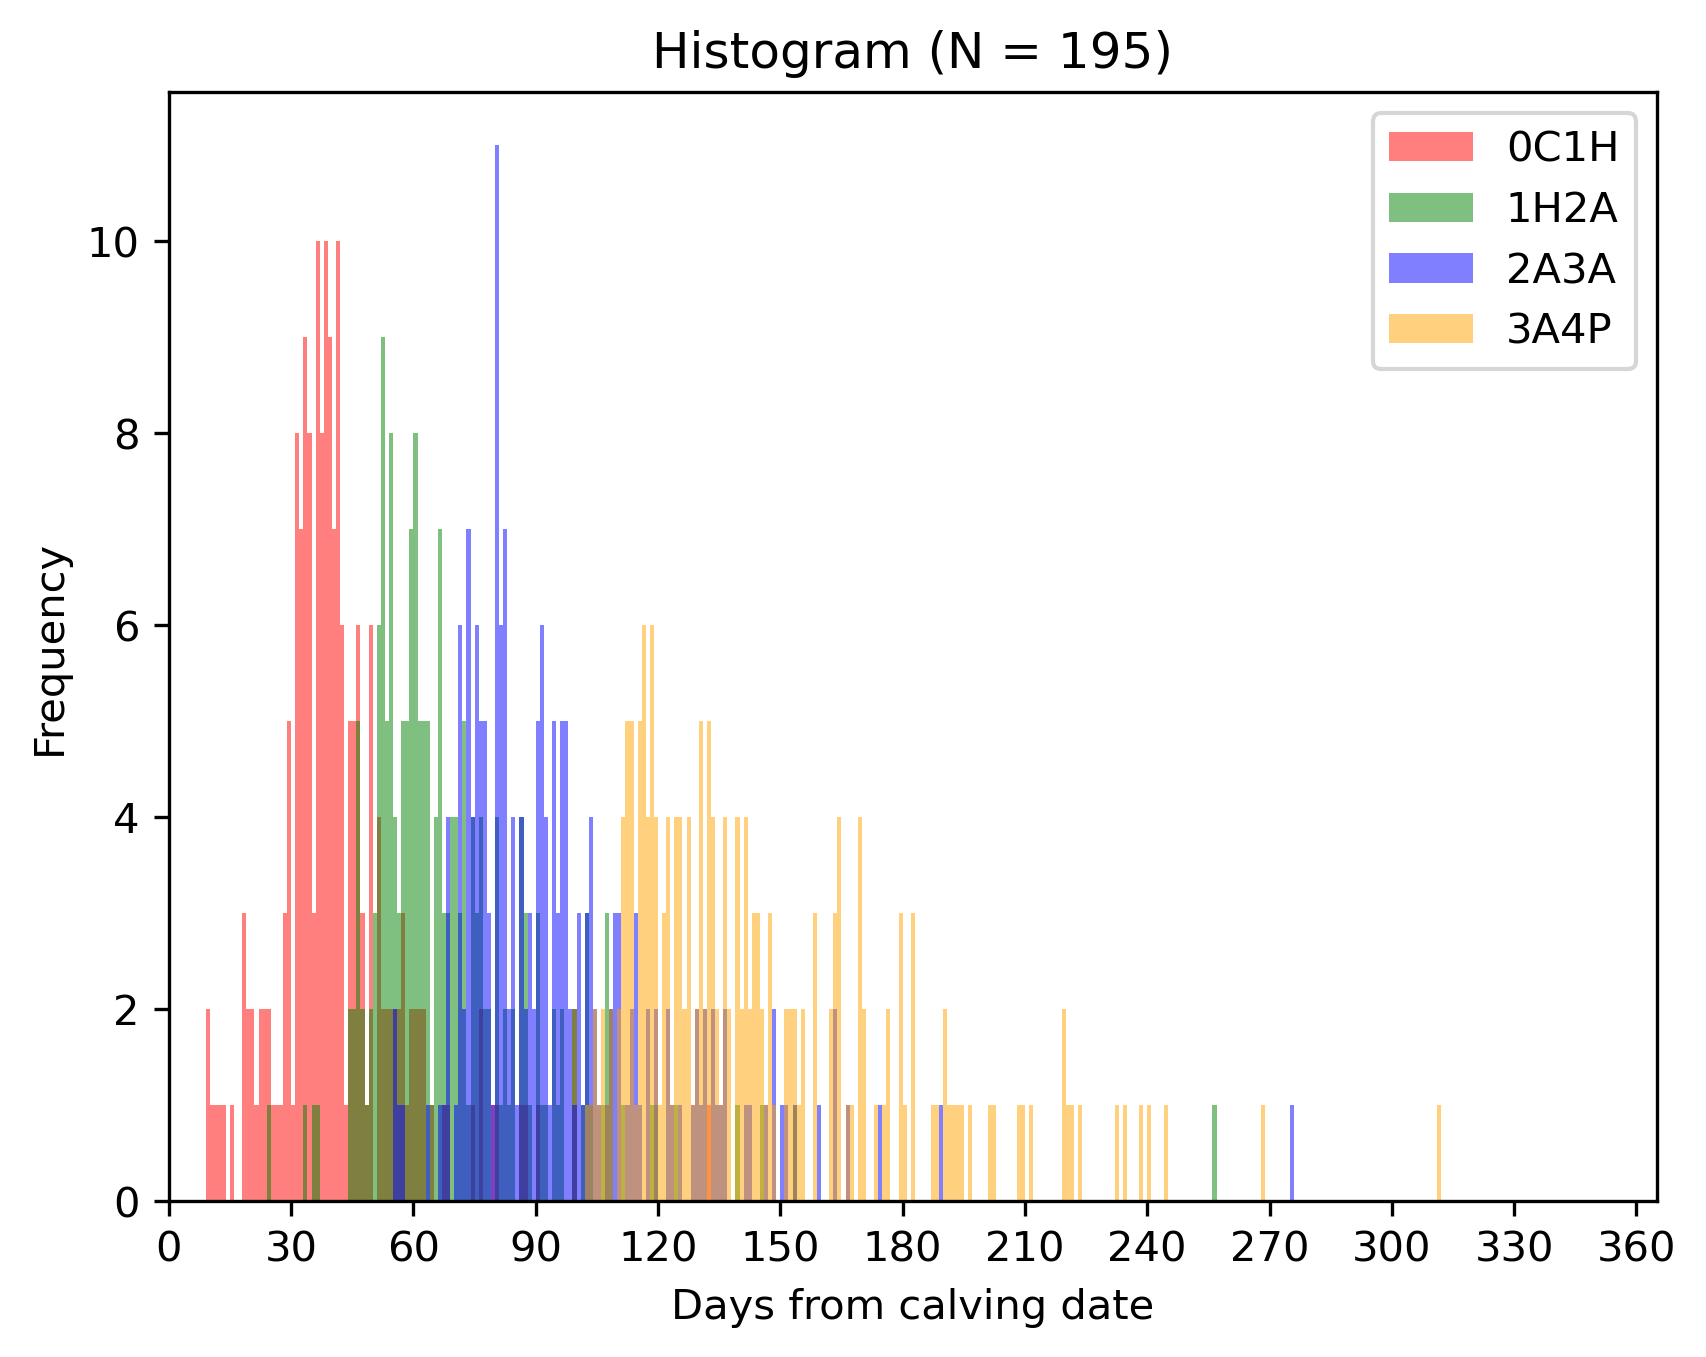 Histogram (N = 195)
0C1H
1H2A
2A3A
3A4P
Frequency
10
8
6
4
2
0
0 30 60 90 120 150 180 210 240 270 300 330 360
Days from calving date